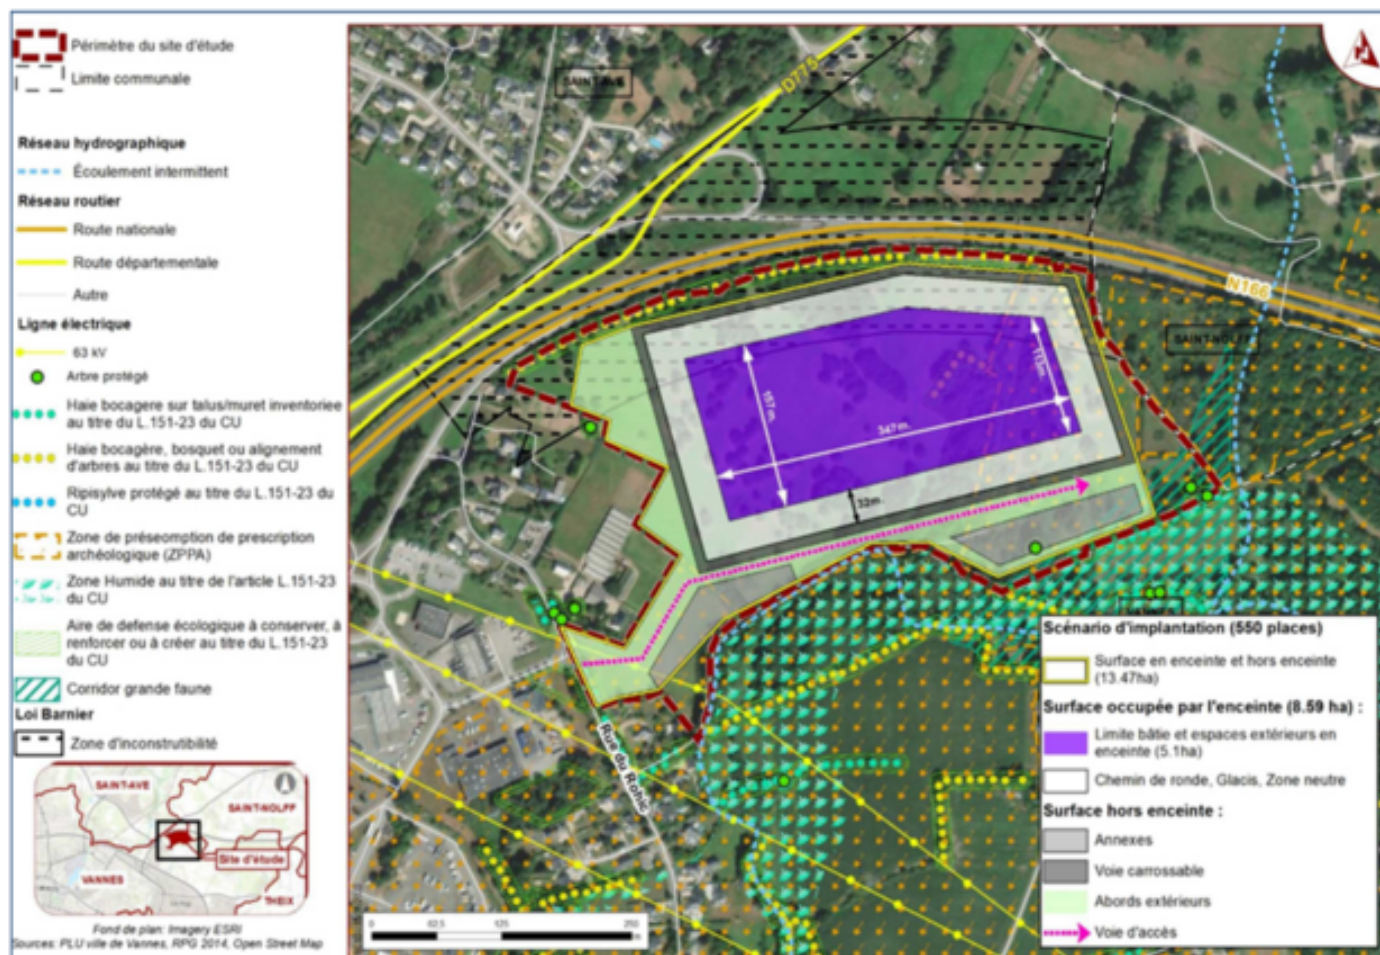 Périmètre du site d'étude
Limite communale
Réseau hydrographique
Écoulement intermittent
Réseau routier
Route nationale
Route départementale
Autre
Ligne électrique
63 kV
Arbre protégé
Haie bocagere sur talus/muret inventoriee
au titre du L.151-23 du CU
Haie bocagère, bosquet ou alignement
d'arbres au titre du L.151-23 du CU
Ripisylve protégé au titre du L.151-23 du
CU
Zone de présomption de prescription
archéologique (ZPPA)
Zone Humide au titre de l'article L.151-23
du CU
Aire de defense écologique à conserver, à
renforcer ou à créer au titre du L.151-23
du CU
Corridor grande faune
Loi Barnier
Zone d'inconstrutibilité
SAINT-AVE
SAINT-NOLFF
Site d'étude
VANNES
THEIX
Fond de plan: Imagery ESRI
Sources: PLU ville de Vannes, RPG 2014, Open Street Map
SAINT-AVE
D775
N166
SAINT-NOLFF
157m.
113m.
347m.
32m.
Rue du Rohic
VANNES
0 62,5 125 250
m
Scénario d'implantation (550 places)
Surface en enceinte et hors enceinte
(13.47ha)
Surface occupée par l'enceinte (8.59 ha) :
Limite bâtie et espaces extérieurs en
enceinte (5.1ha)
Chemin de ronde, Glacis, Zone neutre
Surface hors enceinte :
Annexes
Voie carrossable
Abords extérieurs
Voie d'accès